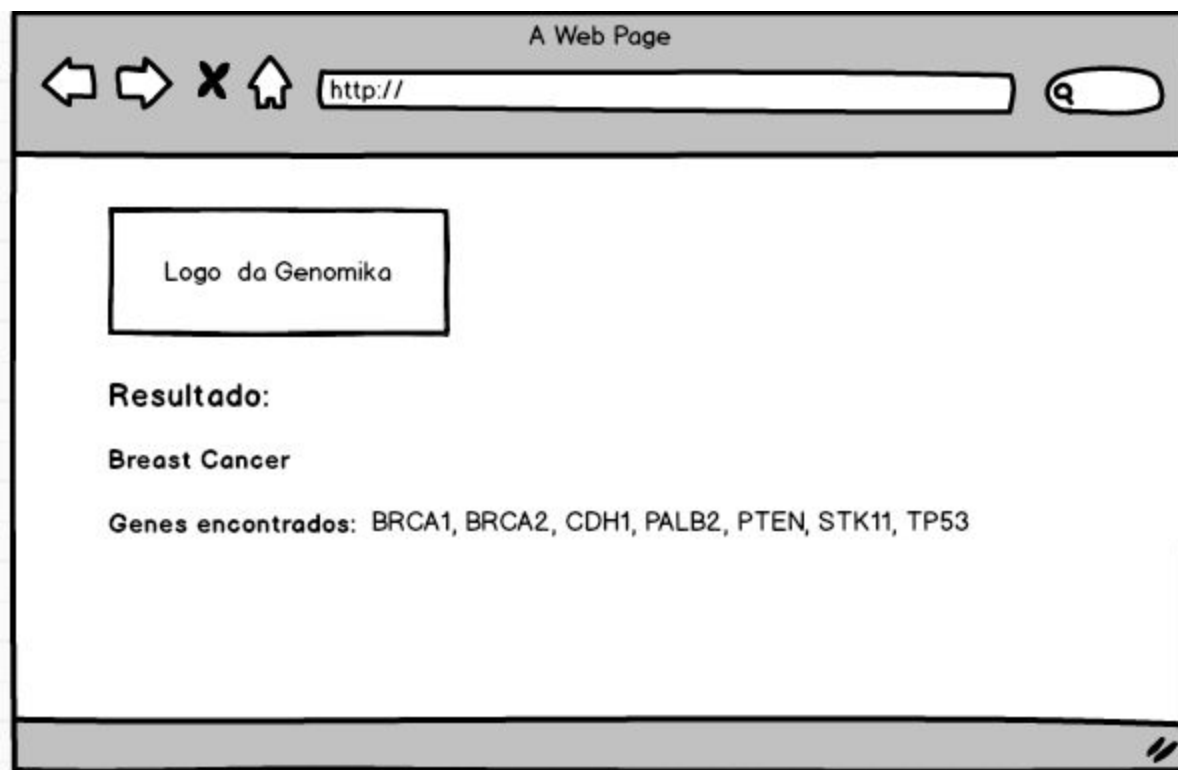 A Web Page
http://
Logo da Genomika
Resultado:
Breast Cancer
Genes encontrados: BRCA1, BRCA2, CDH1, PALB2, PTEN, STK11, TP53